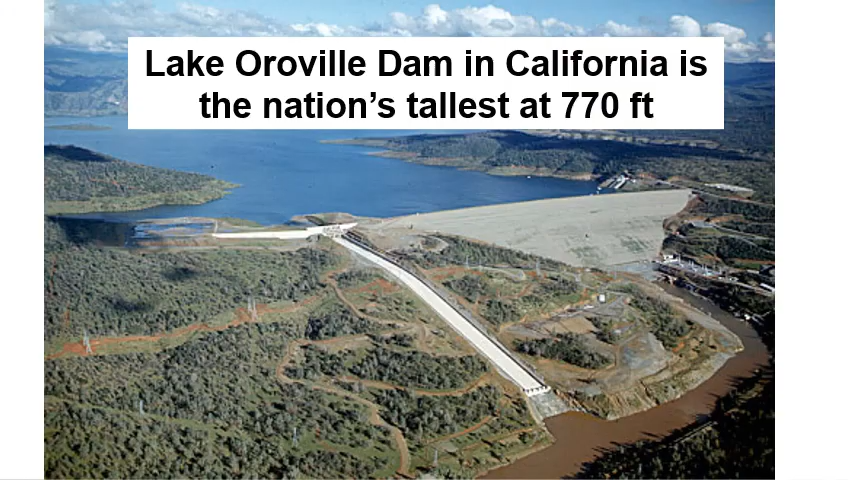 Lake Oroville Dam in California is
the nation’s tallest at 770 ft